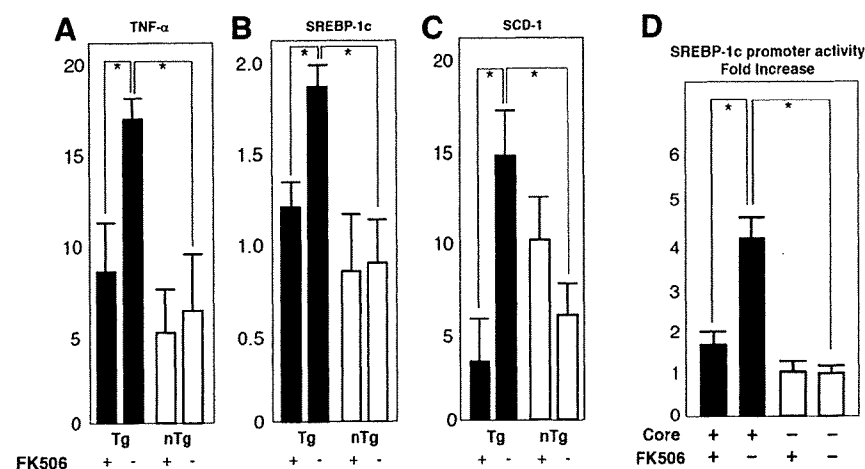 A TNF-α
20
15
10
5
0
* *
Tg nTg
FK506 + - + -
B SREBP-1c
2.0
1.5
1.0
0.5
0
* *
Tg nTg
+ - + -
C SCD-1
20
15
10
5
0
* *
Tg nTg
+ - + -
D SREBP-1c promoter activity
Fold Increase
6
5
4
3
2
1
0
* *
Core + + − −
FK506 + − + −